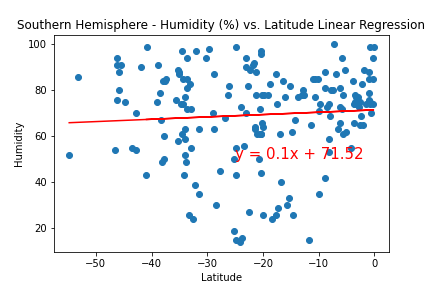 Southern Hemisphere - Humidity (%) vs. Latitude Linear Regression
100
80
60
40
20
Humidity
y = 0.1x + 71.52
−50
−40
−30
−20
−10
0
Latitude